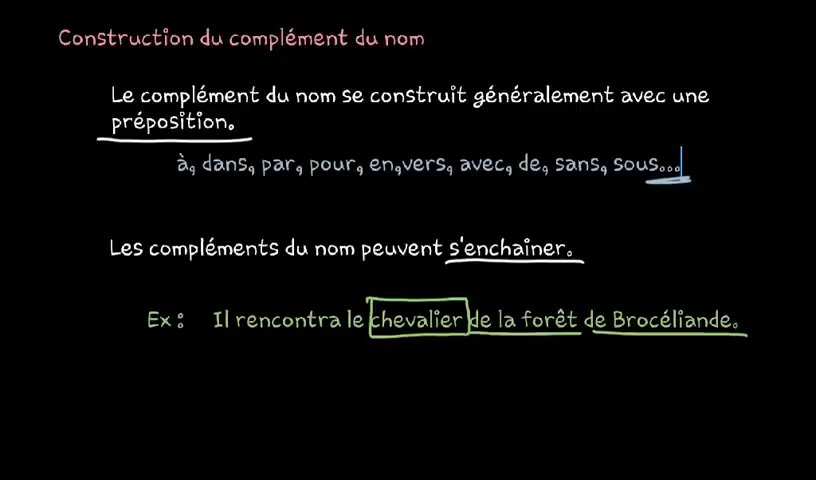 Construction du complément du nom
Le complément du nom se construit généralement avec une
préposition.
à, dans, par, pour, en,vers, avec, de, sans, sous...
Les compléments du nom peuvent s'enchainer.
Ex : Il rencontra le chevalier de la forêt de Brocéliande.